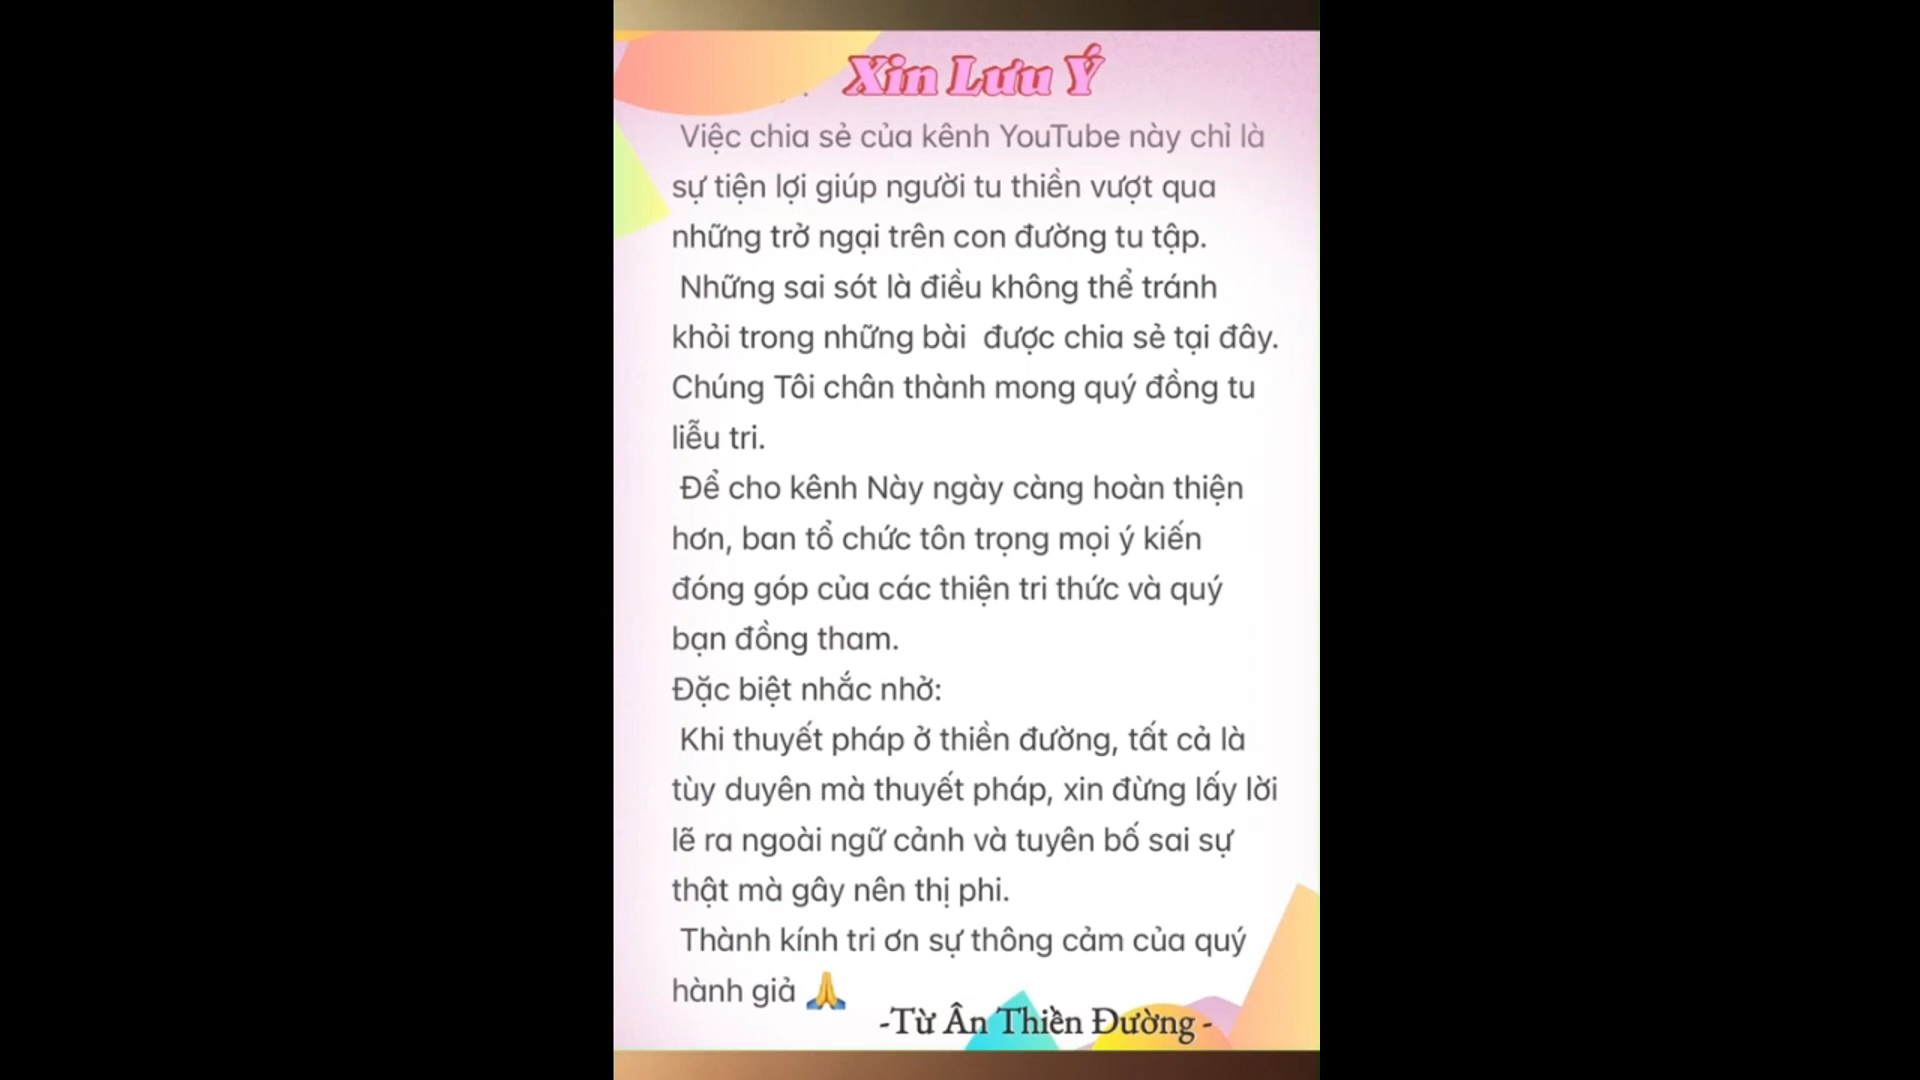 Xin Lưu Ý
Việc chia sẻ của kênh YouTube này chỉ là
sự tiện lợi giúp người tu thiền vượt qua
những trở ngại trên con đường tu tập.
Những sai sót là điều không thể tránh
khỏi trong những bài được chia sẻ tại đây.
Chúng Tôi chân thành mong quý đồng tu
liễu tri.
Để cho kênh Này ngày càng hoàn thiện
hơn, ban tổ chức tôn trọng mọi ý kiến
đóng góp của các thiện tri thức và quý
bạn đồng tham.
Đặc biệt nhắc nhở:
Khi thuyết pháp ở thiền đường, tất cả là
tùy duyên mà thuyết pháp, xin đừng lấy lời
lẽ ra ngoài ngữ cảnh và tuyên bố sai sự
thật mà gây nên thị phi.
Thành kính tri ơn sự thông cảm của quý
hành giả 🙏
-Từ Ân Thiền Đường -